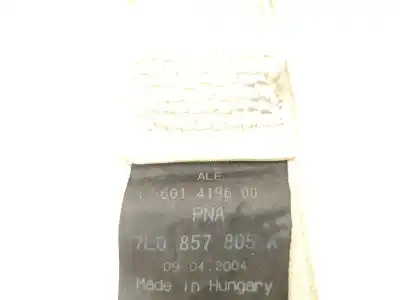 ALE
601 4196 00
PNA
7L0 857 805 A
09.04.2004
Made in Hungary